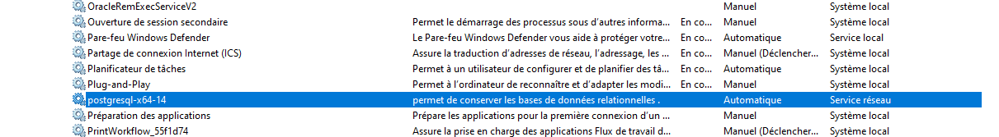 OracleRemExecServiceV2 Manuel Système local
Ouverture de session secondaire Permet le démarrage des processus sous d'autres informa... En co... Manuel Système local
Pare-feu Windows Defender Le Pare-feu Windows Defender vous aide à protéger votre... En co... Automatique Service local
Partage de connexion Internet (ICS) Assure la traduction d'adresses de réseau, l'adressage, les ... En co... Manuel (Déclencher... Système local
Planificateur de tâches Permet à un utilisateur de configurer et de planifier des tâ... En co... Automatique Système local
Plug-and-Play Permet à l'ordinateur de reconnaître et d'adapter les modi... En co... Manuel Système local
postgresql-x64-14 permet de conserver les bases de données relationnelles . Automatique Service réseau
Préparation des applications Prépare les applications pour la première connexion d'un ... Manuel Système local
PrintWorkflow_55f1d74 Assure la prise en charge des applications Flux de travail d... Manuel (Déclencher... Système local